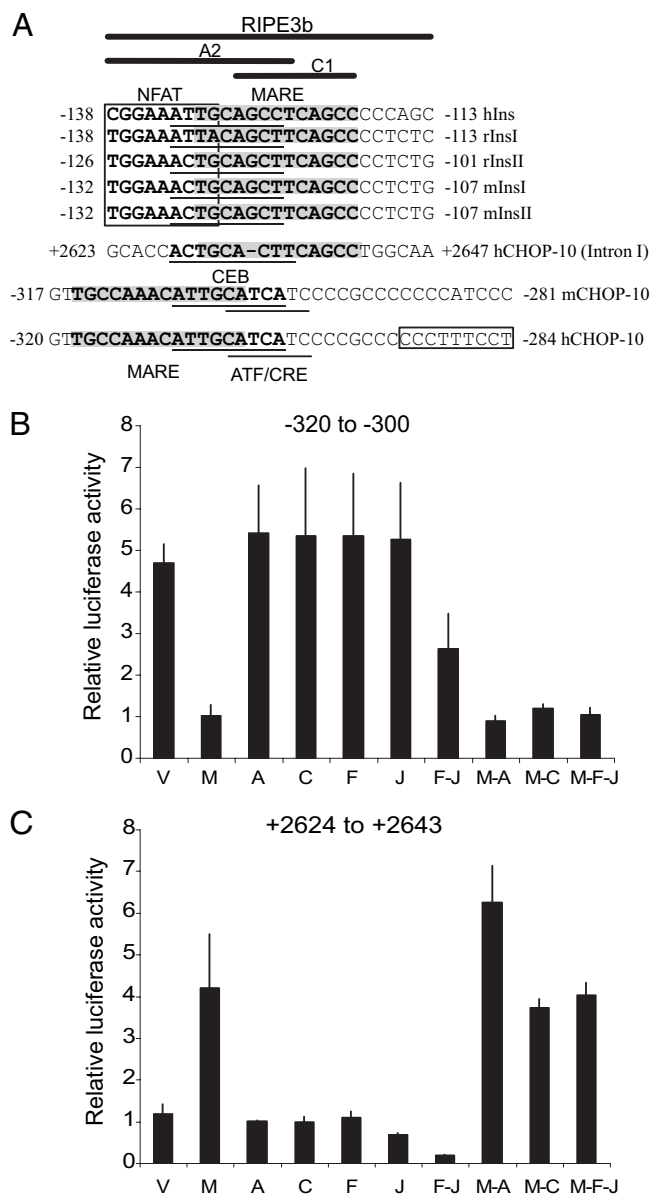 A
RIPE3b
A2
C1
NFAT MARE
-138 CGGAAATTGCAGCCTCAGCCCCCAGC -113 hIns
-138 TGGAAATTACAGCTTCAGCCCCTCTC -113 rInsI
-126 TGGAAACTGCAGCTTCAGCCCCTCTG -101 rInsII
-132 TGGAAACTGCAGCTTCAGCCCCTCTG -107 mInsI
-132 TGGAAACTGCAGCTTCAGCCCCTCTG -107 mInsII
+2623 GCACCACTGCA-CTTCAGCCTGGCAA +2647 hCHOP-10 (Intron I)
CEB
-317 GTTGCCAAACATTGCATCATCCCCGCCCCCCCATCCC -281 mCHOP-10
-320 GTTGCCAAACATTGCATCATCCCCGCCCCCTTTCCT -284 hCHOP-10
MARE ATF/CRE
B
-320 to -300
Relative luciferase activity
8
7
6
5
4
3
2
1
0
V M A C F J F-J M-A M-C M-F-J
C
+2624 to +2643
Relative luciferase activity
8
7
6
5
4
3
2
1
0
V M A C F J F-J M-A M-C M-F-J